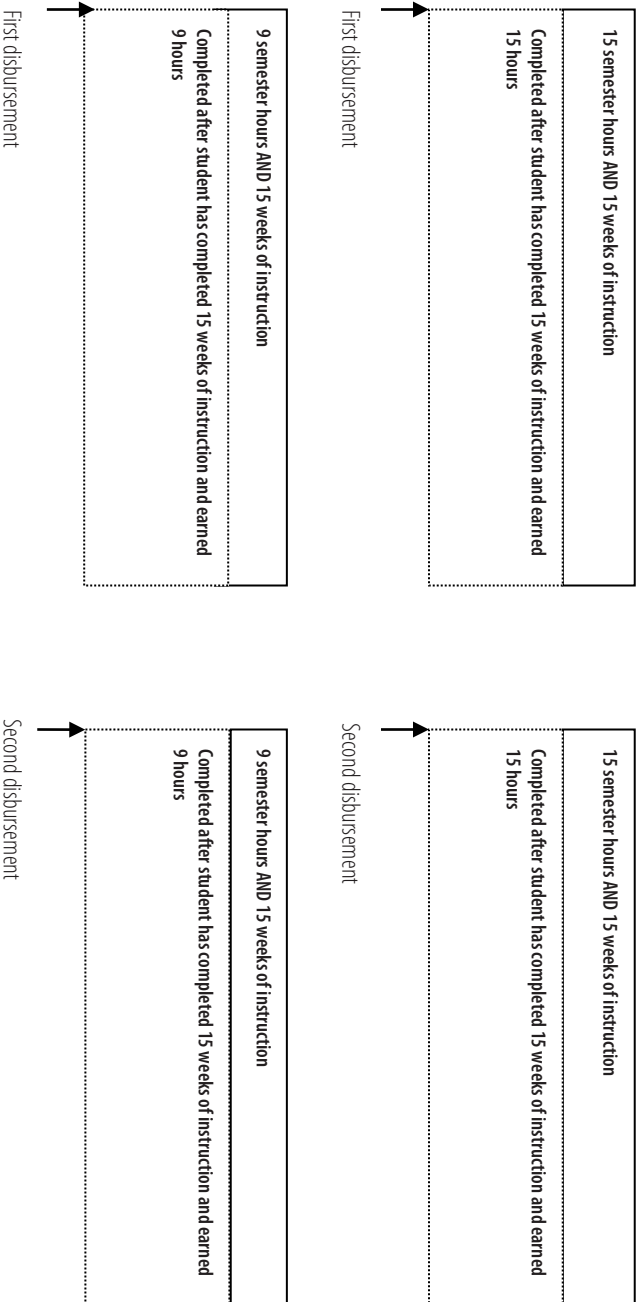 15 semester hours AND 15 weeks of instruction
Completed after student has completed 15 weeks of instruction and earned
15 hours
First disbursement
15 semester hours AND 15 weeks of instruction
Completed after student has completed 15 weeks of instruction and earned
15 hours
Second disbursement
9 semester hours AND 15 weeks of instruction
Completed after student has completed 15 weeks of instruction and earned
9 hours
First disbursement
9 semester hours AND 15 weeks of instruction
Completed after student has completed 15 weeks of instruction and earned
9 hours
Second disbursement